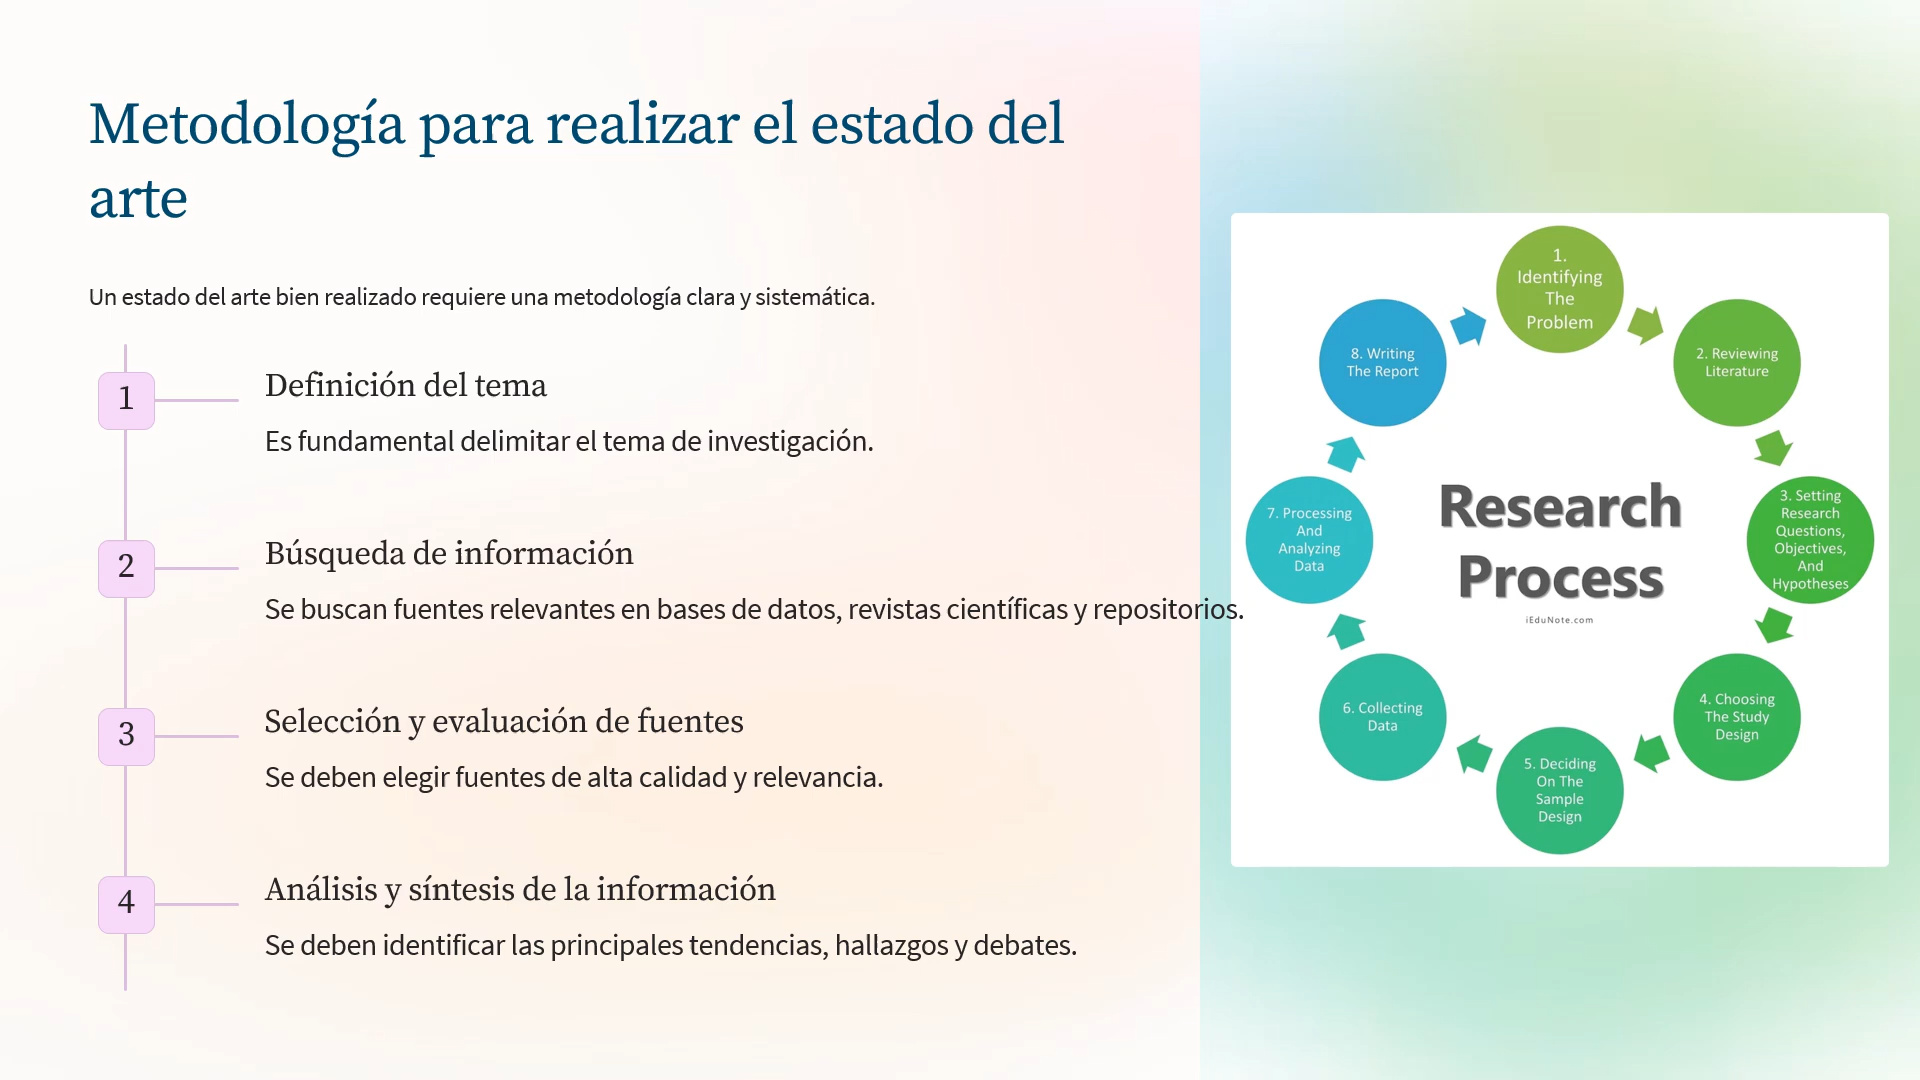 Metodología para realizar el estado del
arte
Un estado del arte bien realizado requiere una metodología clara y sistemática.
1
Definición del tema
Es fundamental delimitar el tema de investigación.
2
Búsqueda de información
Se buscan fuentes relevantes en bases de datos, revistas científicas y repositorios.
3
Selección y evaluación de fuentes
Se deben elegir fuentes de alta calidad y relevancia.
4
Análisis y síntesis de la información
Se deben identificar las principales tendencias, hallazgos y debates.
Research
Process
iEduNote.com
1.
Identifying
The
Problem
2. Reviewing
Literature
3. Setting
Research
Questions,
Objectives,
And
Hypotheses
4. Choosing
The Study
Design
5. Deciding
On The
Sample
Design
6. Collecting
Data
7. Processing
And
Analyzing
Data
8. Writing
The Report